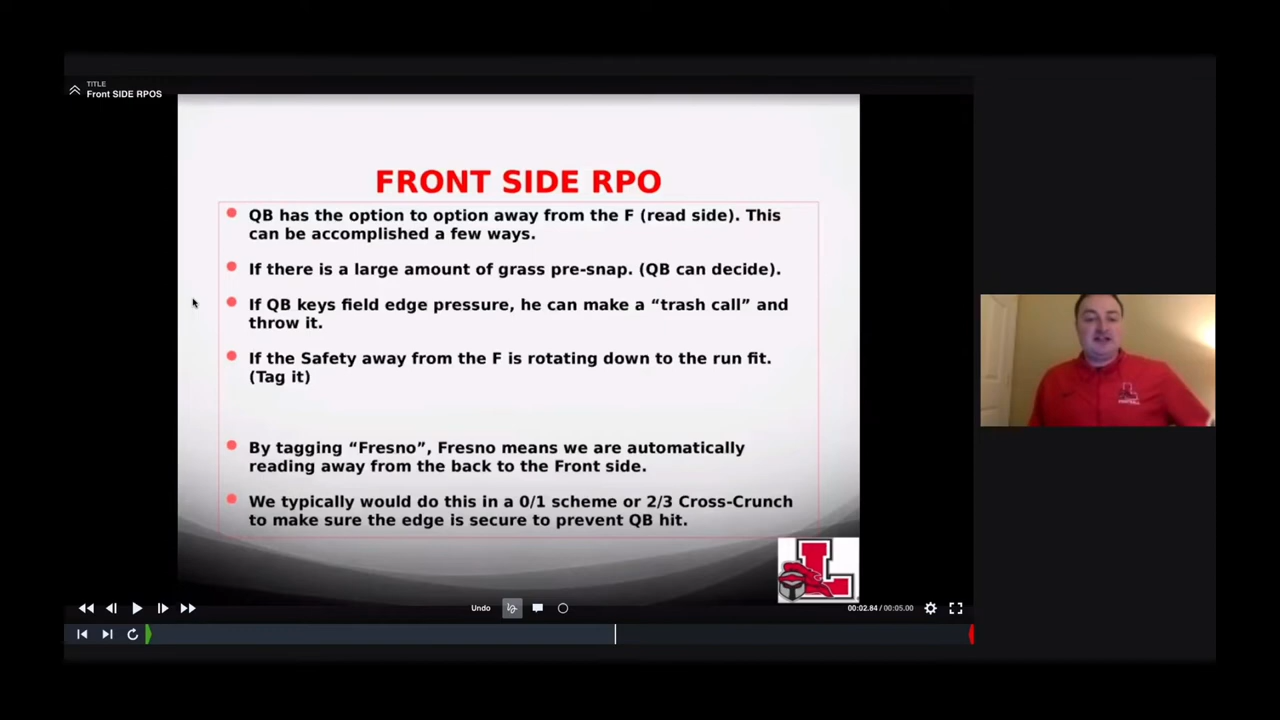 TITLE
Front SIDE RPOS
FRONT SIDE RPO
QB has the option to option away from the F (read side). This
can be accomplished a few ways.
If there is a large amount of grass pre-snap. (QB can decide).
If QB keys field edge pressure, he can make a “trash call” and
throw it.
If the Safety away from the F is rotating down to the run fit.
(Tag it)
By tagging “Fresno”, Fresno means we are automatically
reading away from the back to the Front side.
We typically would do this in a 0/1 scheme or 2/3 Cross-Crunch
to make sure the edge is secure to prevent QB hit.
L
Undo
00:02.84 / 00:05.00